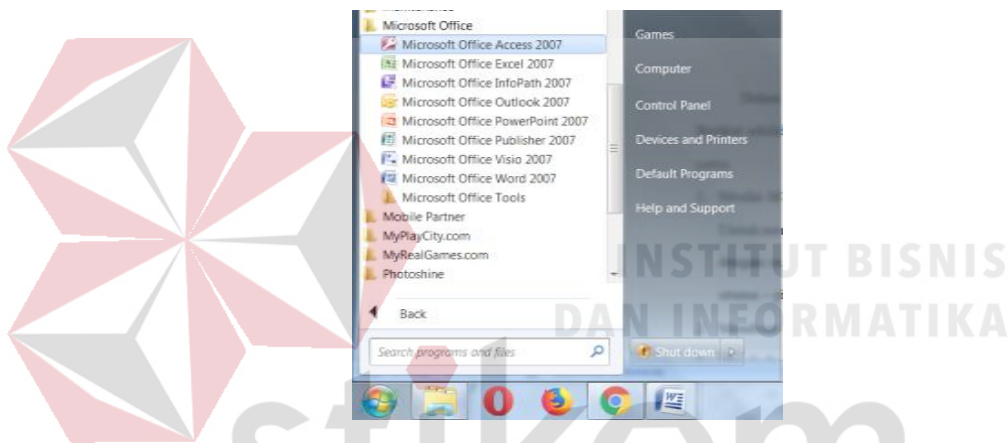 Microsoft Office
Microsoft Office Access 2007
Microsoft Office Excel 2007
Microsoft Office InfoPath 2007
Microsoft Office Outlook 2007
Microsoft Office PowerPoint 2007
Microsoft Office Publisher 2007
Microsoft Office Visio 2007
Microsoft Office Word 2007
Microsoft Office Tools
Mobile Partner
MyPlayCity.com
MyRealGames.com
Photoshine
Back
Search programs and files
Games
Computer
Control Panel
Devices and Printers
Default Programs
Help and Support
Shut down
INSTITUT BISNIS
DAN INFORMATIKA
stikom